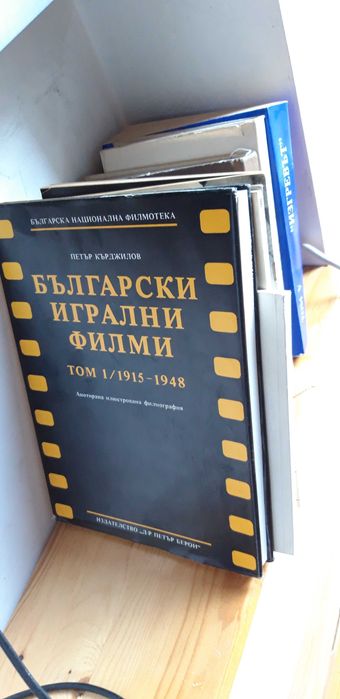 БЪЛГАРСКА НАЦИОНАЛНА ФИЛМОТЕКА
ПЕТЪР КЪРДЖИЛОВ
БЪЛГАРСКИ
ИГРАЛНИ
ФИЛМИ
ТОМ 1/1915-1948
Анотирана илюстрована филмография
ИЗДАТЕЛСТВО „Д-Р ПЕТЪР БЕРОН"